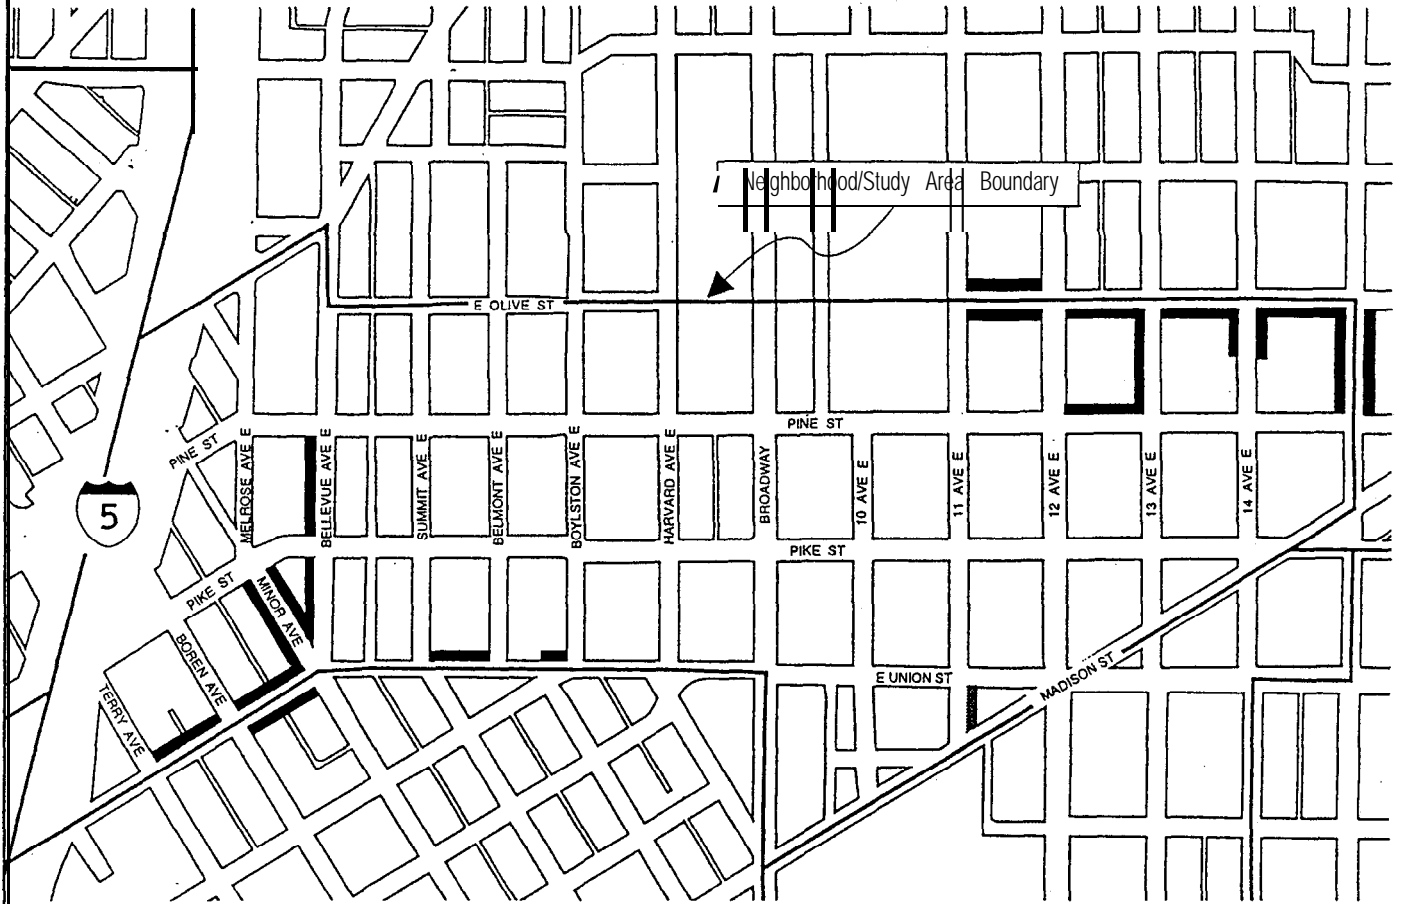 Neighborhood/Study Area Boundary
E OLIVE ST
PINE ST
PINE ST
MELROSE AVE E
BELLEVUE AVE E
SUMMIT AVE E
BELMONT AVE E
BOYLSTON AVE E
HARVARD AVE E
BROADWAY
10 AVE E
11 AVE E
12 AVE E
13 AVE E
14 AVE E
5
PIKE ST
PIKE ST
MINOR AVE
BOREN AVE
TERRY AVE
E UNION ST
MADISON ST